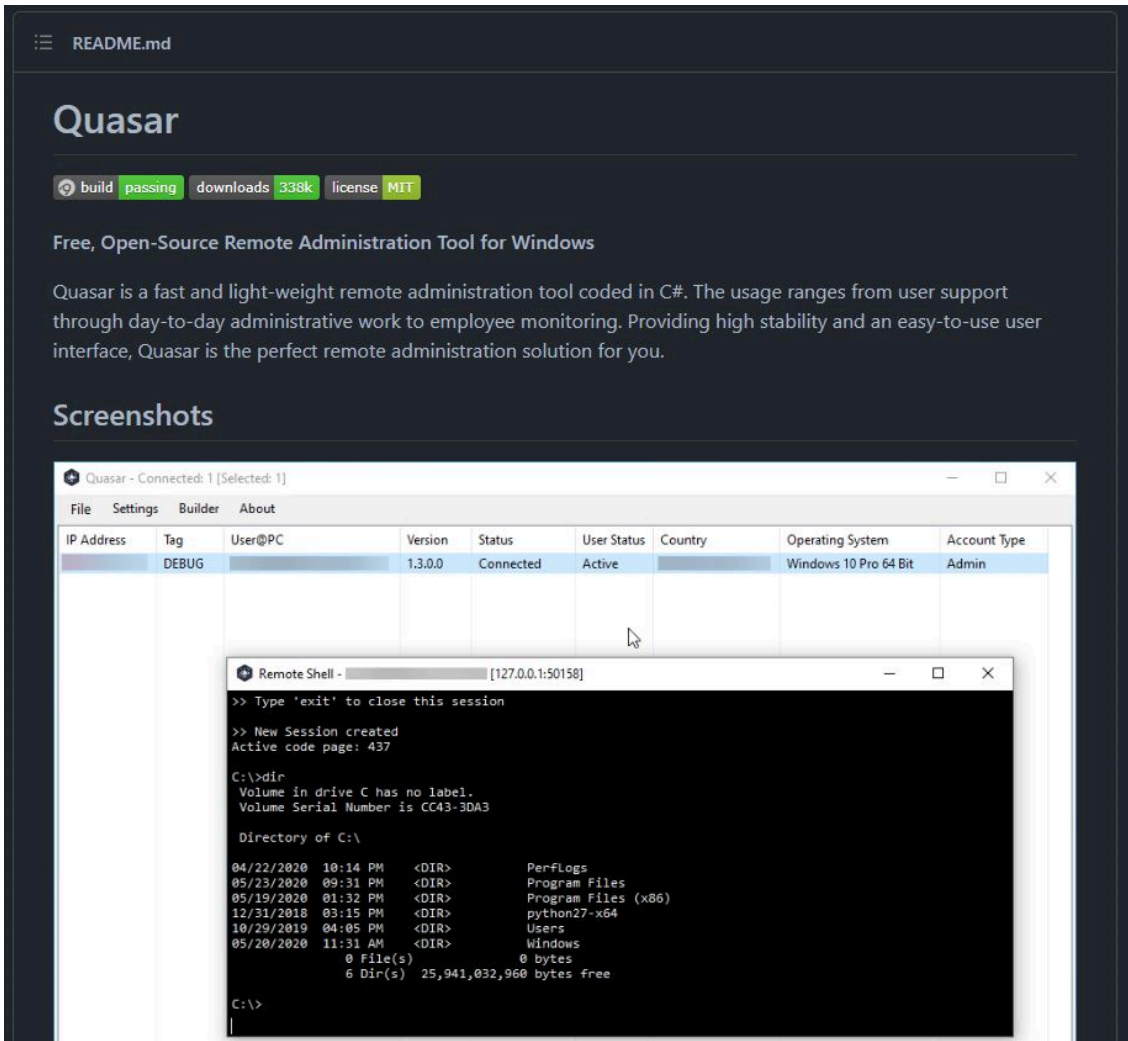 README.md
Quasar
build passing downloads 338k license MIT
Free, Open-Source Remote Administration Tool for Windows
Quasar is a fast and light-weight remote administration tool coded in C#. The usage ranges from user support
through day-to-day administrative work to employee monitoring. Providing high stability and an easy-to-use user
interface, Quasar is the perfect remote administration solution for you.
Screenshots
Quasar - Connected: 1 [Selected: 1]
File Settings Builder About
IP Address Tag User@PC Version Status User Status Country Operating System Account Type
DEBUG 1.3.0.0 Connected Active Windows 10 Pro 64 Bit Admin
Remote Shell - [127.0.0.1:50158]
>> Type 'exit' to close this session
>> New Session created
Active code page: 437
C:\>dir
Volume in drive C has no label.
Volume Serial Number is CC43-3DA3
Directory of C:\
04/22/2020 10:14 PM <DIR> PerfLogs
05/23/2020 09:31 PM <DIR> Program Files
05/19/2020 01:32 PM <DIR> Program Files (x86)
12/31/2018 03:15 PM <DIR> python27-x64
10/29/2019 04:05 PM <DIR> Users
05/20/2020 11:31 AM <DIR> Windows
0 File(s) 0 bytes
6 Dir(s) 25,941,032,960 bytes free
C:\>